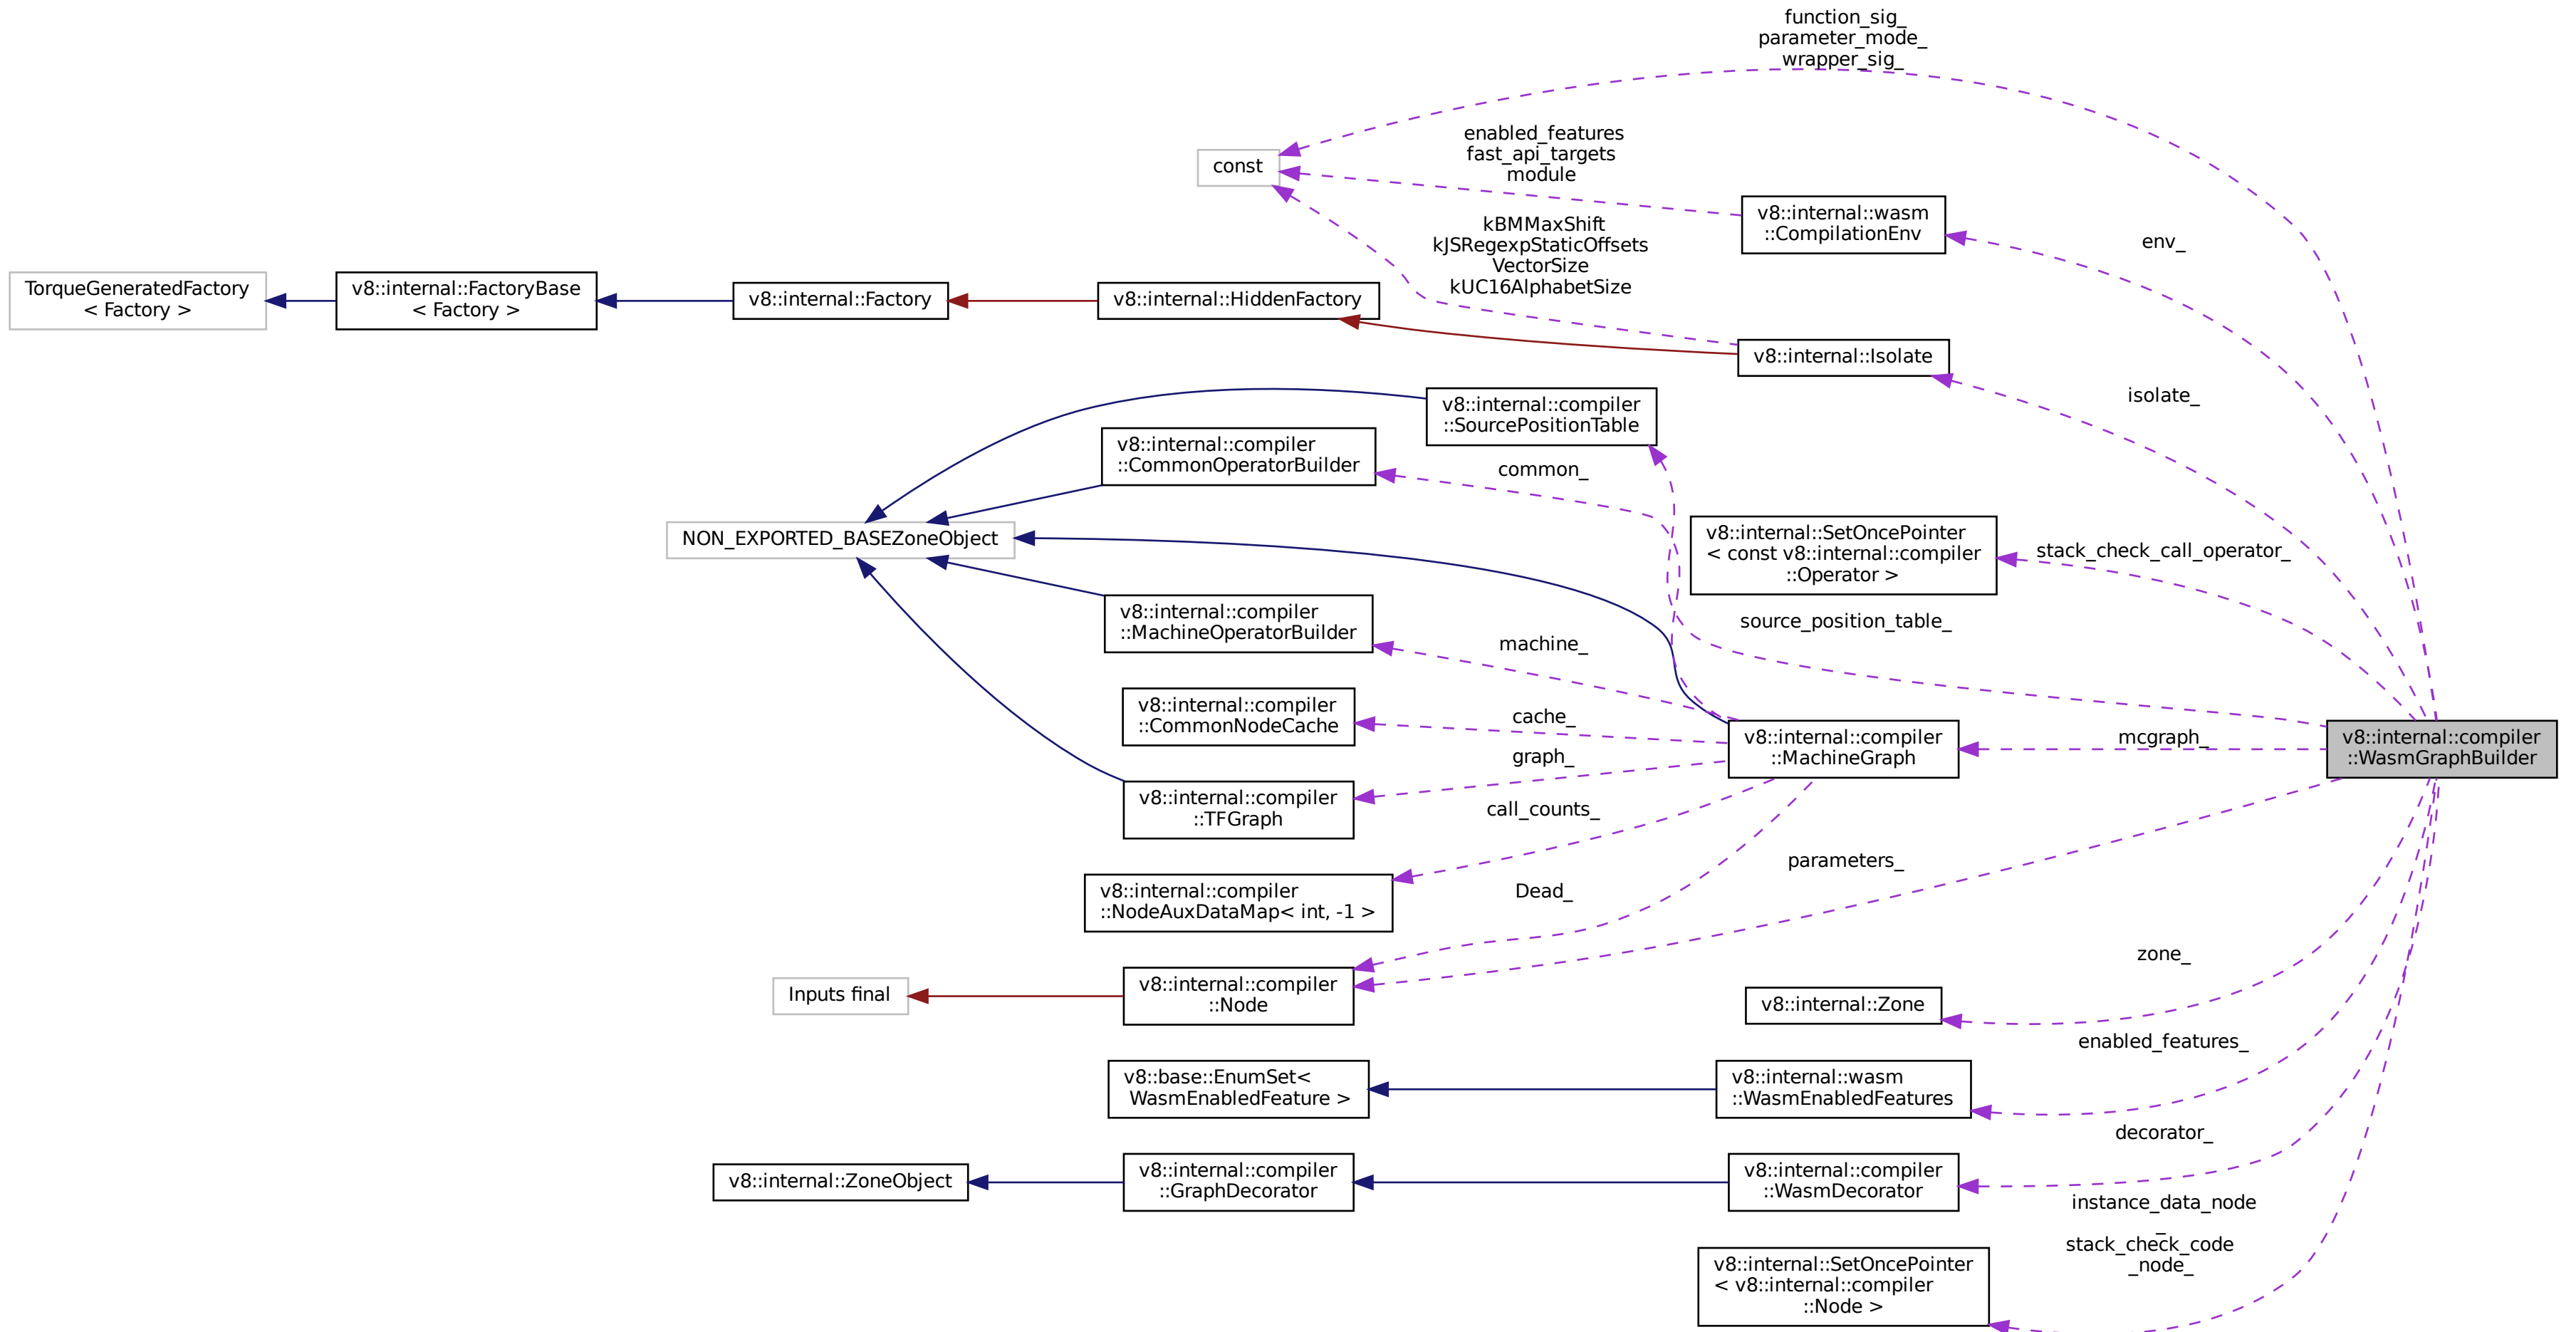 function_sig_
parameter_mode_
wrapper_sig_
enabled_features
fast_api_targets
module
const
v8::internal::wasm
::CompilationEnv
env_
kBMMaxShift
kJSRegexpStaticOffsets
VectorSize
kUC16AlphabetSize
TorqueGeneratedFactory
< Factory >
v8::internal::FactoryBase
< Factory >
v8::internal::Factory
v8::internal::HiddenFactory
v8::internal::Isolate
isolate_
v8::internal::compiler
::SourcePositionTable
v8::internal::compiler
::CommonOperatorBuilder
common_
NON_EXPORTED_BASEZoneObject
v8::internal::SetOncePointer
< const v8::internal::compiler
::Operator >
stack_check_call_operator_
v8::internal::compiler
::MachineOperatorBuilder
machine_
source_position_table_
v8::internal::compiler
::CommonNodeCache
cache_
v8::internal::compiler
::MachineGraph
mcgraph_
v8::internal::compiler
::WasmGraphBuilder
graph_
v8::internal::compiler
::TFGraph
call_counts_
parameters_
v8::internal::compiler
::NodeAuxDataMap< int, -1 >
Dead_
Inputs final
v8::internal::compiler
::Node
zone_
v8::internal::Zone
enabled_features_
v8::base::EnumSet<
WasmEnabledFeature >
v8::internal::wasm
::WasmEnabledFeatures
decorator_
v8::internal::ZoneObject
v8::internal::compiler
::GraphDecorator
v8::internal::compiler
::WasmDecorator
instance_data_node
_
stack_check_code
_node_
v8::internal::SetOncePointer
< v8::internal::compiler
::Node >